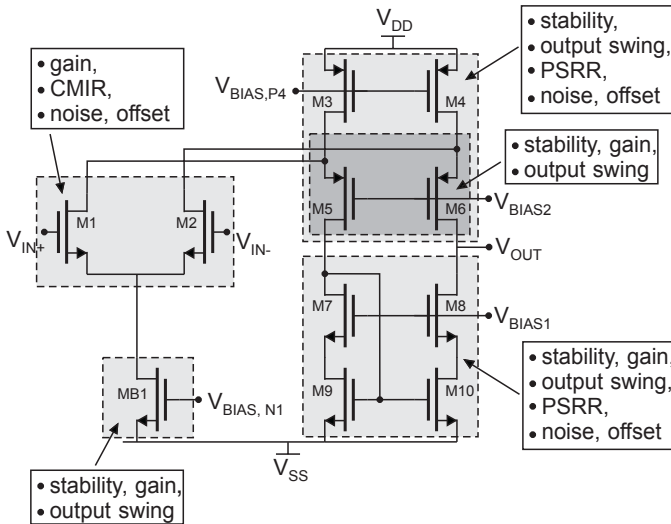 • gain,
• CMIR,
• noise, offset
V_DD
• stability,
• output swing,
• PSRR,
• noise, offset
V_BIAS,P4
M3
M4
• stability, gain,
• output swing
M1
M2
V_IN+
V_IN-
M5
M6
V_BIAS2
V_OUT
M7
M8
V_BIAS1
MB1
V_BIAS, N1
M9
M10
• stability, gain,
• output swing,
• PSRR,
• noise, offset
V_SS
• stability, gain,
• output swing